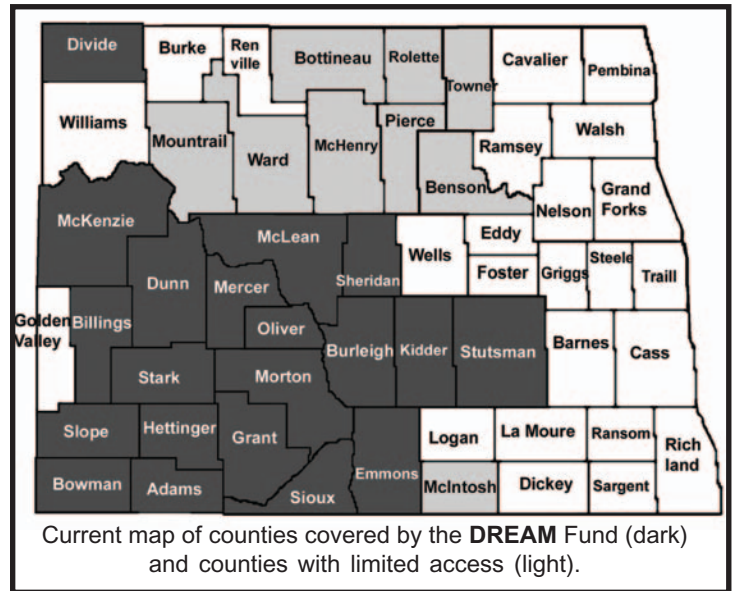 Divide
Burke
Ren
ville
Bottineau
Rolette
Towner
Cavalier
Pembina
Williams
Mountrail
Ward
McHenry
Pierce
Benson
Ramsey
Walsh
McKenzie
McLean
Sheridan
Wells
Eddy
Foster
Nelson
Grand
Forks
Griggs
Steele
Traill
Dunn
Mercer
Oliver
Golden
Valley
Billings
Stark
Morton
Burleigh
Kidder
Stutsman
Barnes
Cass
Slope
Hettinger
Grant
Emmons
Logan
La Moure
Ransom
Rich
land
Bowman
Adams
Sioux
McIntosh
Dickey
Sargent
Current map of counties covered by the DREAM Fund (dark)
and counties with limited access (light).